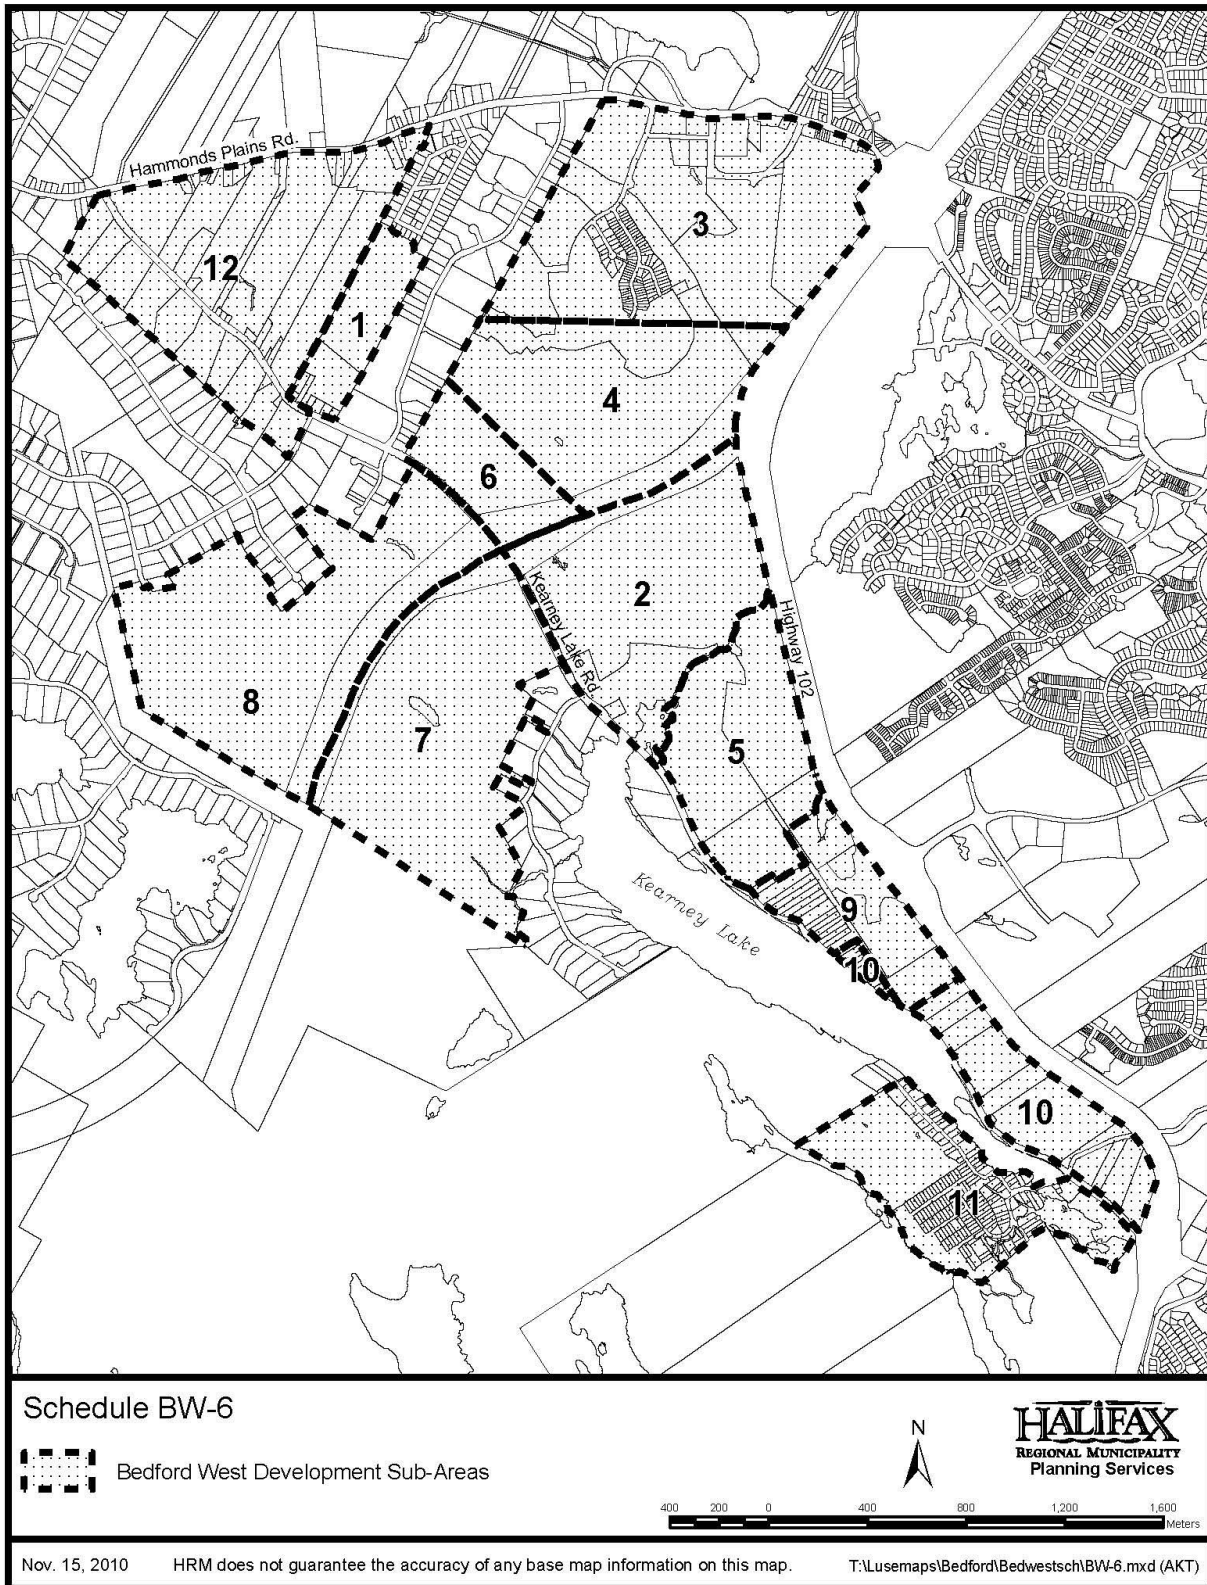 Hammonds Plains Rd.
3
12
1
4
6
2
Kearney Lake Rd.
Highway 102
8
7
5
Kearney Lake
9
10
10
11
Schedule BW-6
Bedford West Development Sub-Areas
N
HALIFAX
REGIONAL MUNICIPALITY
Planning Services
400 200 0 400 800 1,200 1,600
Meters
Nov. 15, 2010 HRM does not guarantee the accuracy of any base map information on this map. T:\Lusemaps\Bedford\Bedwestsch\BW-6.mxd (AKT)